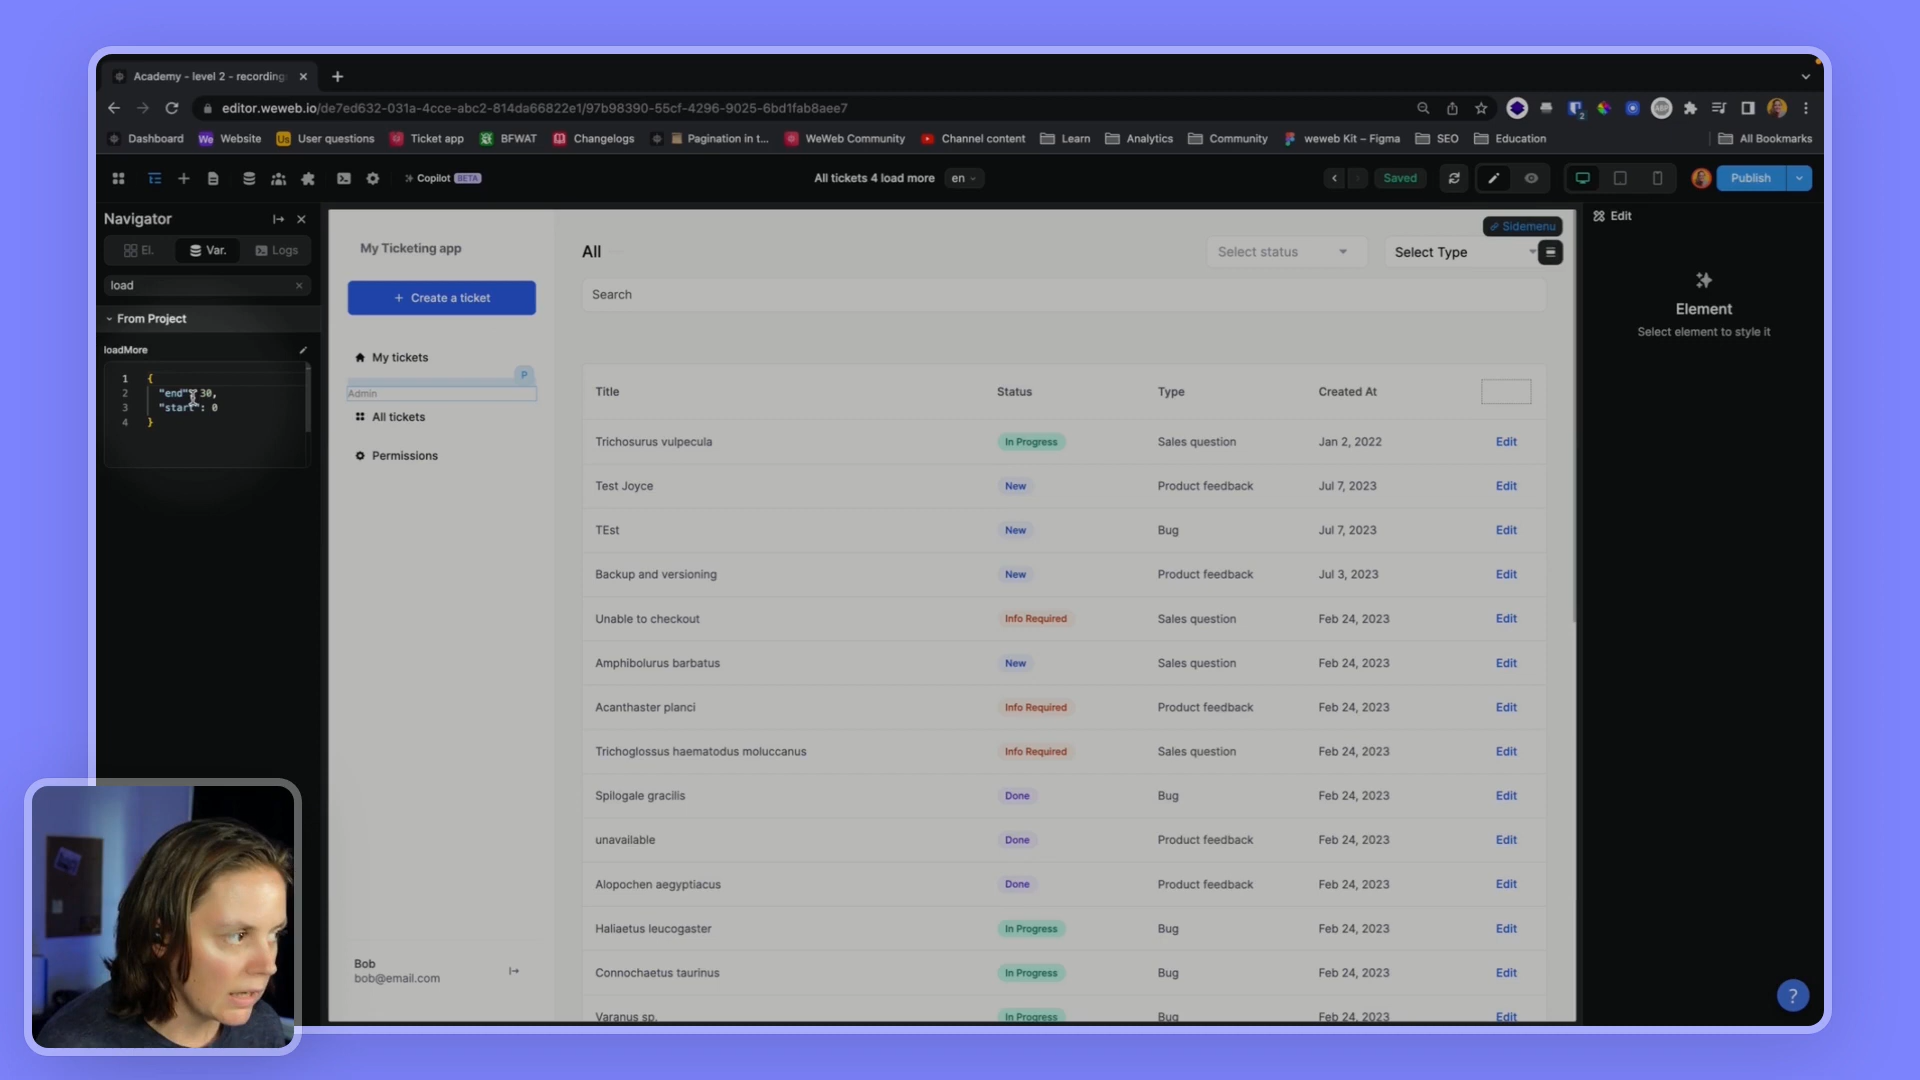 Academy - level 2 - recording
editor.weweb.io/de7ed632-031a-4cce-abc2-814da66822e1/97b98390-55cf-4296-9025-6bd1fab8aee7
Dashboard We Website Us User questions Ticket app BFWAT Changelogs Pagination in t... WeWeb Community Channel content Learn Analytics Community weweb Kit – Figma SEO Education All Bookmarks
Copilot BETA All tickets 4 load more en Saved Publish
Navigator
El. Var. Logs
load
From Project
loadMore
1 {
2 "end": 30,
3 "start": 0
4 }
My Ticketing app
+ Create a ticket
My tickets
P
Admin
All tickets
Permissions
Bob
bob@email.com
Sidemenu
All Select status Select Type
Search
Title Status Type Created At
Trichosurus vulpecula In Progress Sales question Jan 2, 2022 Edit
Test Joyce New Product feedback Jul 7, 2023 Edit
TEst New Bug Jul 7, 2023 Edit
Backup and versioning New Product feedback Jul 3, 2023 Edit
Unable to checkout Info Required Sales question Feb 24, 2023 Edit
Amphibolurus barbatus New Sales question Feb 24, 2023 Edit
Acanthaster planci Info Required Product feedback Feb 24, 2023 Edit
Trichoglossus haematodus moluccanus Info Required Sales question Feb 24, 2023 Edit
Spilogale gracilis Done Bug Feb 24, 2023 Edit
unavailable Done Product feedback Feb 24, 2023 Edit
Alopochen aegyptiacus Done Product feedback Feb 24, 2023 Edit
Haliaetus leucogaster In Progress Bug Feb 24, 2023 Edit
Connochaetus taurinus In Progress Bug Feb 24, 2023 Edit
Varanus sp. In Progress Bug Feb 24, 2023 Edit
Edit
Element
Select element to style it
?